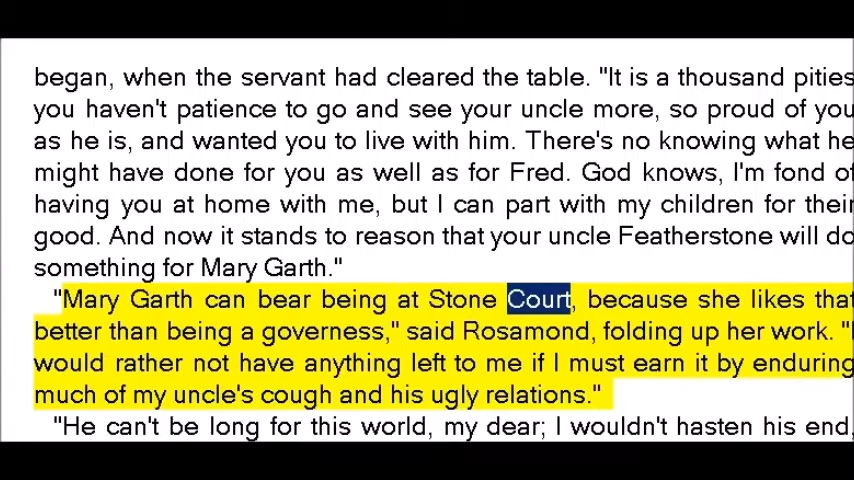 began, when the servant had cleared the table. "It is a thousand pities
you haven't patience to go and see your uncle more, so proud of you
as he is, and wanted you to live with him. There's no knowing what he
might have done for you as well as for Fred. God knows, I'm fond of
having you at home with me, but I can part with my children for their
good. And now it stands to reason that your uncle Featherstone will do
something for Mary Garth."
"Mary Garth can bear being at Stone Court, because she likes that
better than being a governess," said Rosamond, folding up her work. "I
would rather not have anything left to me if I must earn it by enduring
much of my uncle's cough and his ugly relations."
"He can't be long for this world, my dear; I wouldn't hasten his end,